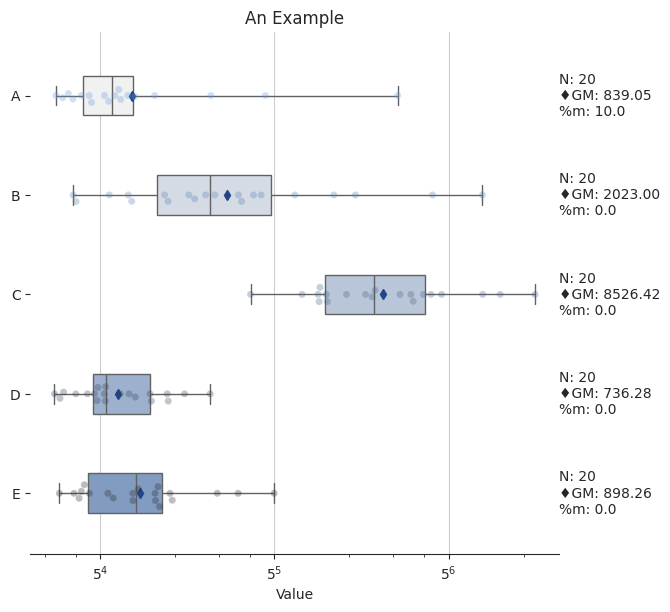 An Example
A
N: 20
♦GM: 839.05
%m: 10.0
B
N: 20
♦GM: 2023.00
%m: 0.0
C
N: 20
♦GM: 8526.42
%m: 0.0
D
N: 20
♦GM: 736.28
%m: 0.0
E
N: 20
♦GM: 898.26
%m: 0.0
5⁴ 5⁵ 5⁶
Value